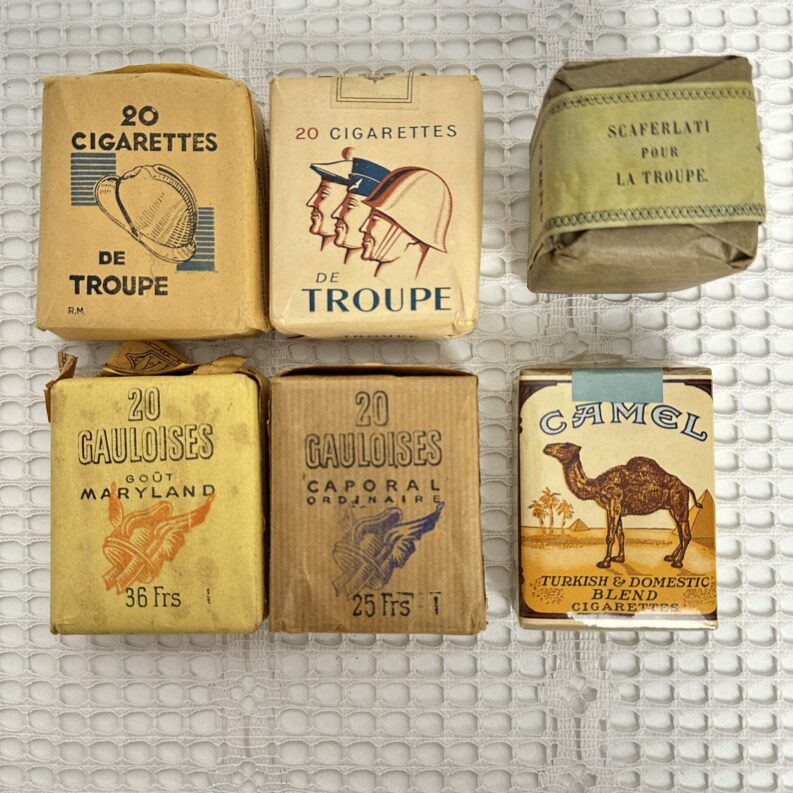 20
CIGARETTES
DE
TROUPE
R.M.
20 CIGARETTES
DE
TROUPE
TROUPE
SCAFERLATI
POUR
LA TROUPE.
20
GAULOISES
GOÛT
MARYLAND
36 Frs
20
GAULOISES
CAPORAL
ORDINAIRE
25 Frs
CAMEL
TURKISH & DOMESTIC
BLEND
CIGARETTES